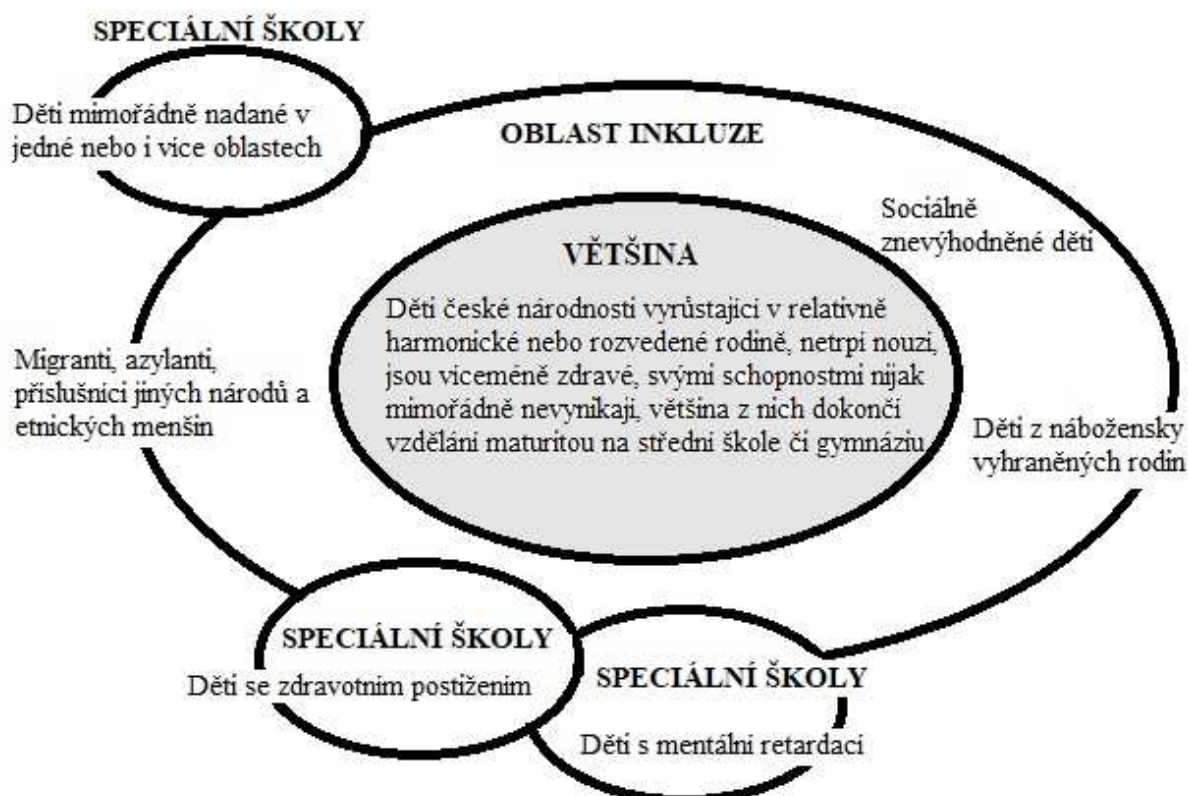 SPECIÁLNÍ ŠKOLY
Děti mimořádně nadané v
jedné nebo i více oblastech
OBLAST INKLUZE
Sociálně
znevýhodněné děti
VĚTŠINA
Děti české národnosti vyrůstající v relativně
harmonické nebo rozvedené rodině, netrpí nouzí,
jsou víceméně zdravé, svými schopnostmi nijak
mimořádně nevynikají, většina z nich dokončí
vzdělání maturitou na střední škole či gymnáziu.
Migranti, azylanti,
příslušníci jiných národů a
etnických menšin
Děti z nábožensky
vyhraněných rodin
SPECIÁLNÍ ŠKOLY
Děti se zdravotním postižením
SPECIÁLNÍ ŠKOLY
Děti s mentální retardací